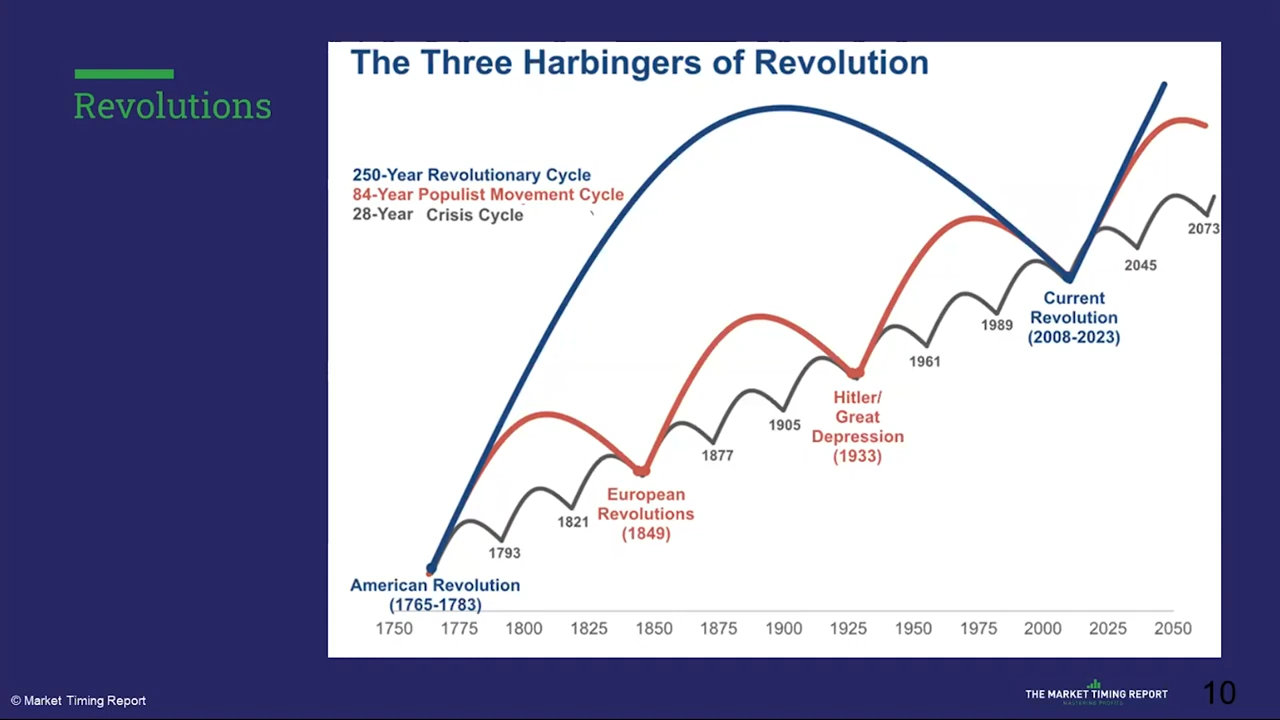 The Three Harbingers of Revolution
Revolutions
250-Year Revolutionary Cycle
84-Year Populist Movement Cycle
28-Year Crisis Cycle
2073
2045
Current
Revolution
(2008-2023)
1989
1961
Hitler/
Great
Depression
(1933)
1905
1877
European
Revolutions
(1849)
1821
1793
American Revolution
(1765-1783)
1750 1775 1800 1825 1850 1875 1900 1925 1950 1975 2000 2025 2050
© Market Timing Report
THE MARKET TIMING REPORT
MASTERING PROFITS
10